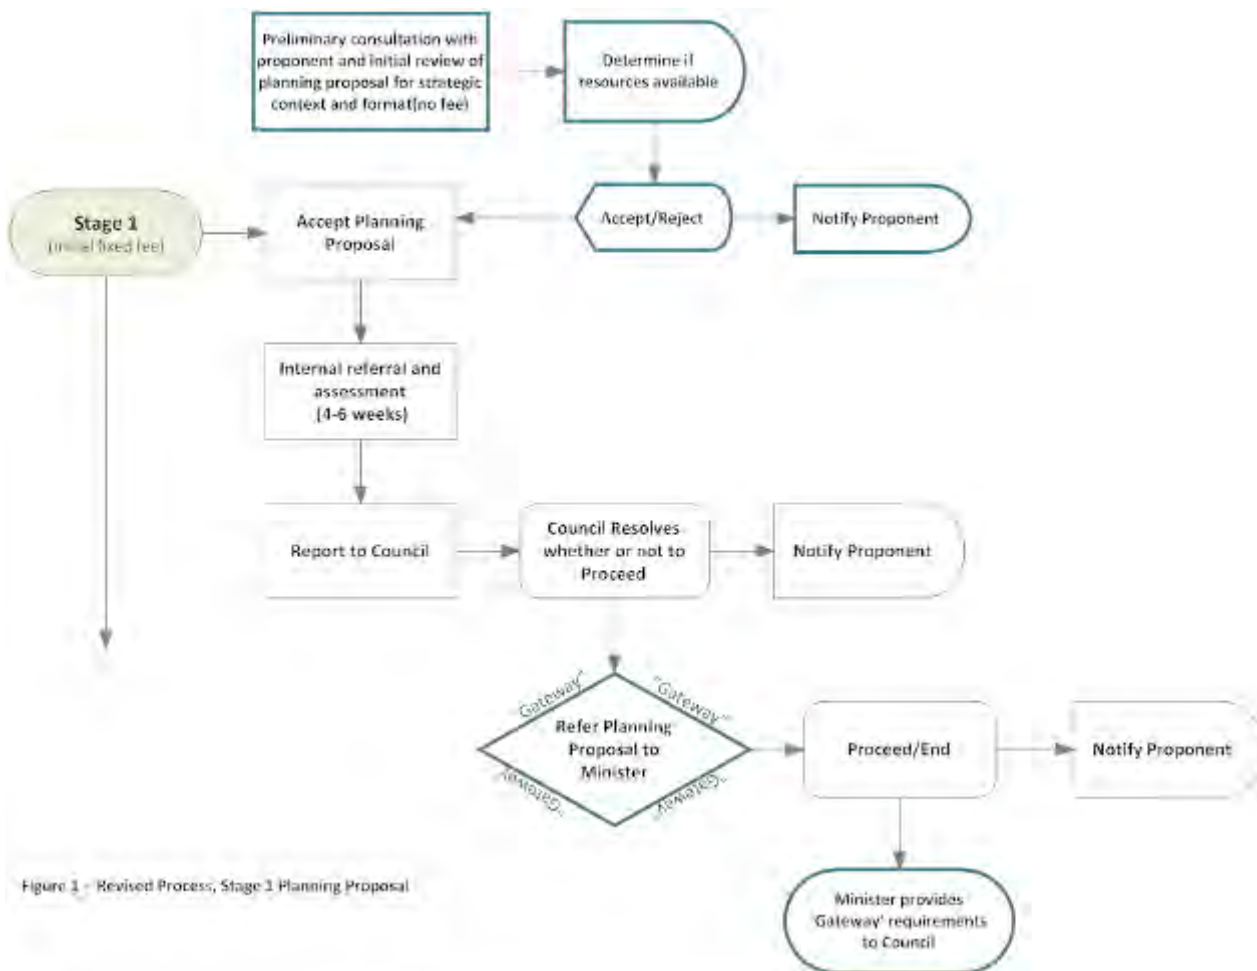 Preliminary consultation with
proponent and initial review of
planning proposal for strategic
context and format(no fee)
Determine if
resources available
Stage 1
(initial fixed fee)
Accept Planning
Proposal
Accept/Reject
Notify Proponent
Internal referral and
assessment
(4-6 weeks)
Report to Council
Council Resolves
whether or not to
Proceed
Notify Proponent
"Gateway"
"Gateway"
Refer Planning
Proposal to
Minister
"Gateway"
"Gateway"
Proceed/End
Notify Proponent
Figure 1 - Revised Process, Stage 1 Planning Proposal
Minister provides
'Gateway' requirements
to Council